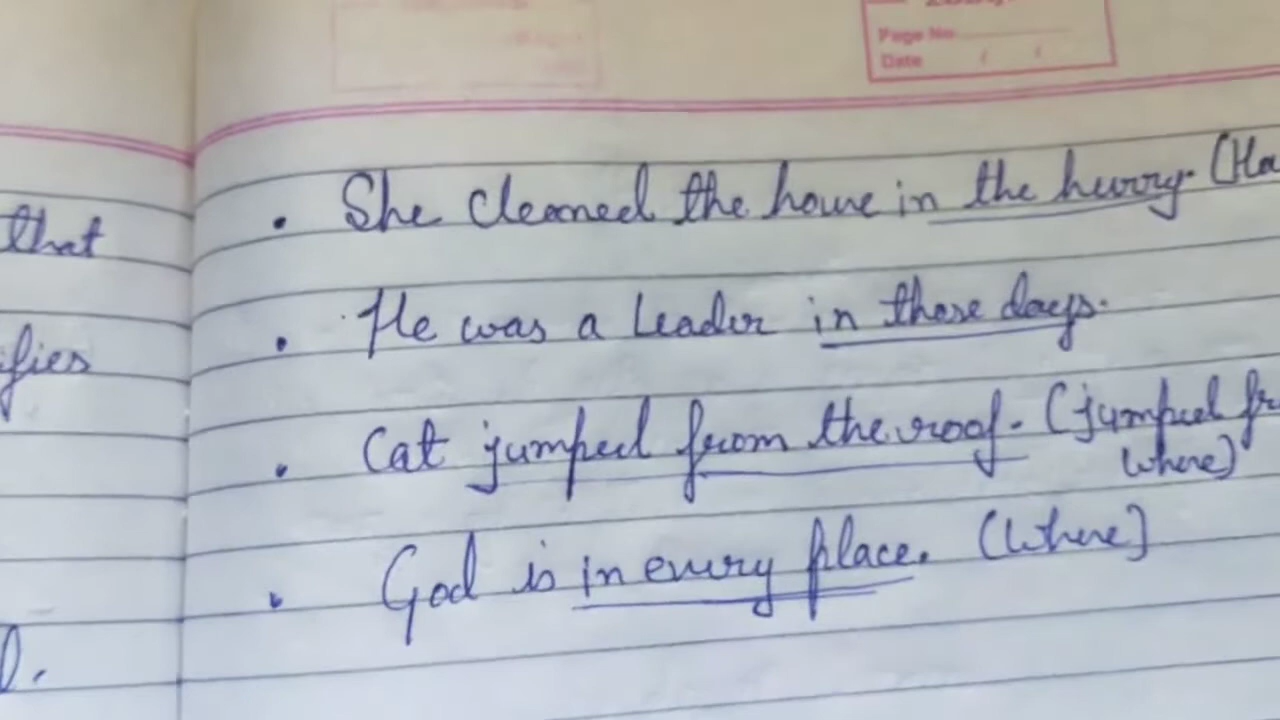 Page No
Date
that
• She cleaned the house in the hurry. (Ha
• He was a leader in those days.
fies
• Cat jumped from the roof. (jumped fr
where)
• God is in every place. (Where)